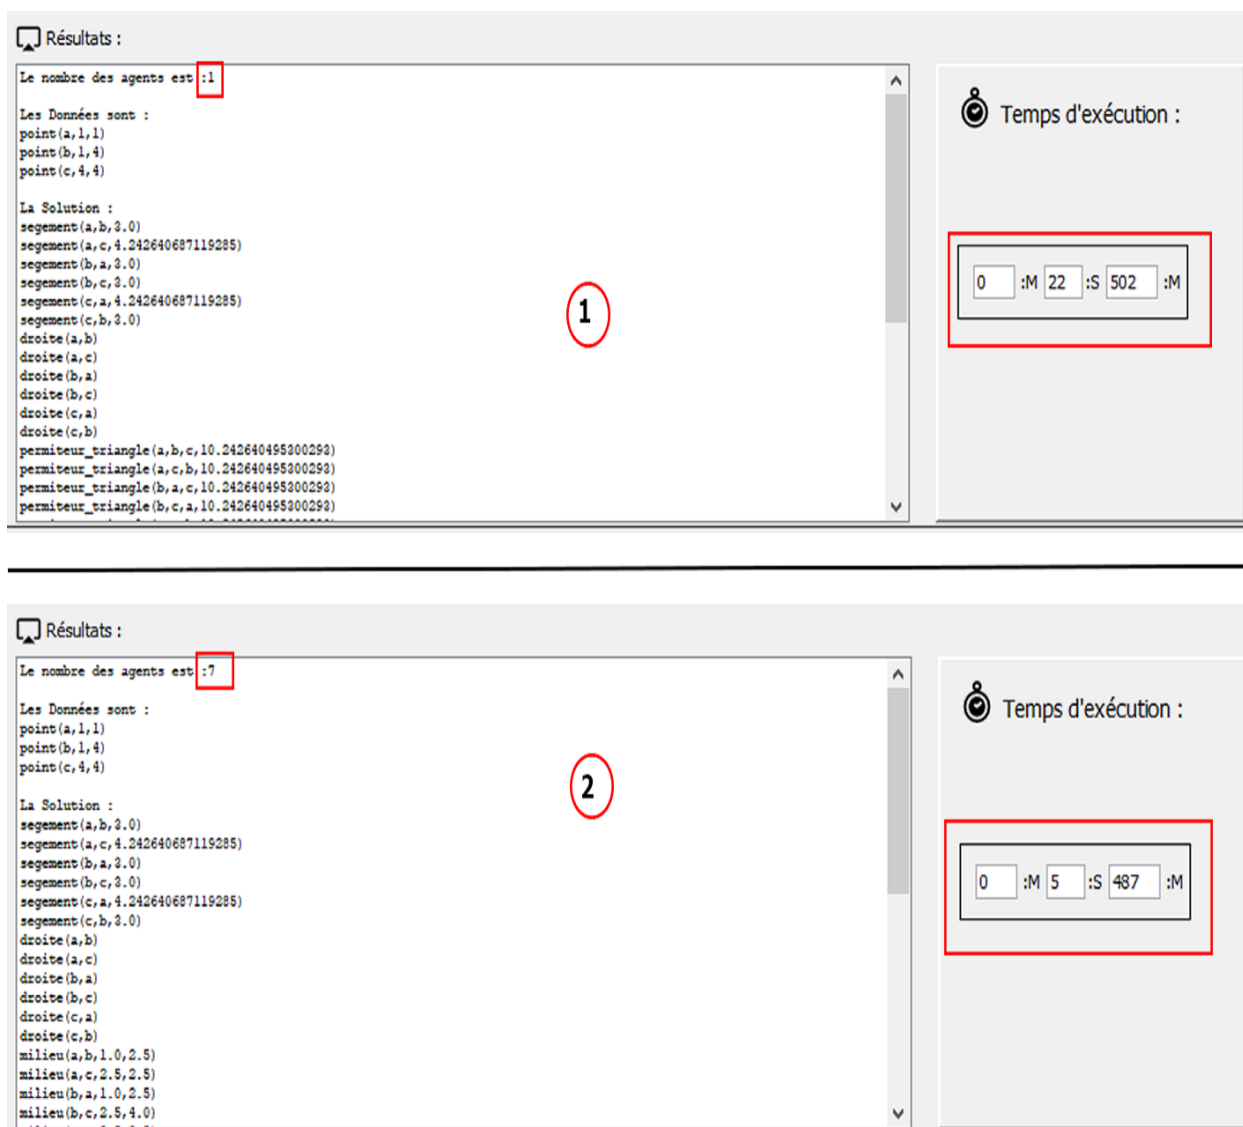 Résultats :
Le nombre des agents est :1
Les Données sont :
point(a,1,1)
point(b,1,4)
point(c,4,4)
La Solution :
segement(a,b,3.0)
segement(a,c,4.242640687119285)
segement(b,a,3.0)
segement(b,c,3.0)
segement(c,a,4.242640687119285)
segement(c,b,3.0)
droite(a,b)
droite(a,c)
droite(b,a)
droite(b,c)
droite(c,a)
droite(c,b)
permiteur_triangle(a,b,c,10.242640495300293)
permiteur_triangle(a,c,b,10.242640495300293)
permiteur_triangle(b,a,c,10.242640495300293)
permiteur_triangle(b,c,a,10.242640495300293)
1
Temps d'exécution :
0 :M 22 :S 502 :M
Résultats :
Le nombre des agents est :7
Les Données sont :
point(a,1,1)
point(b,1,4)
point(c,4,4)
La Solution :
segement(a,b,3.0)
segement(a,c,4.242640687119285)
segement(b,a,3.0)
segement(b,c,3.0)
segement(c,a,4.242640687119285)
segement(c,b,3.0)
droite(a,b)
droite(a,c)
droite(b,a)
droite(b,c)
droite(c,a)
droite(c,b)
milieu(a,b,1.0,2.5)
milieu(a,c,2.5,2.5)
milieu(b,a,1.0,2.5)
milieu(b,c,2.5,4.0)
2
Temps d'exécution :
0 :M 5 :S 487 :M